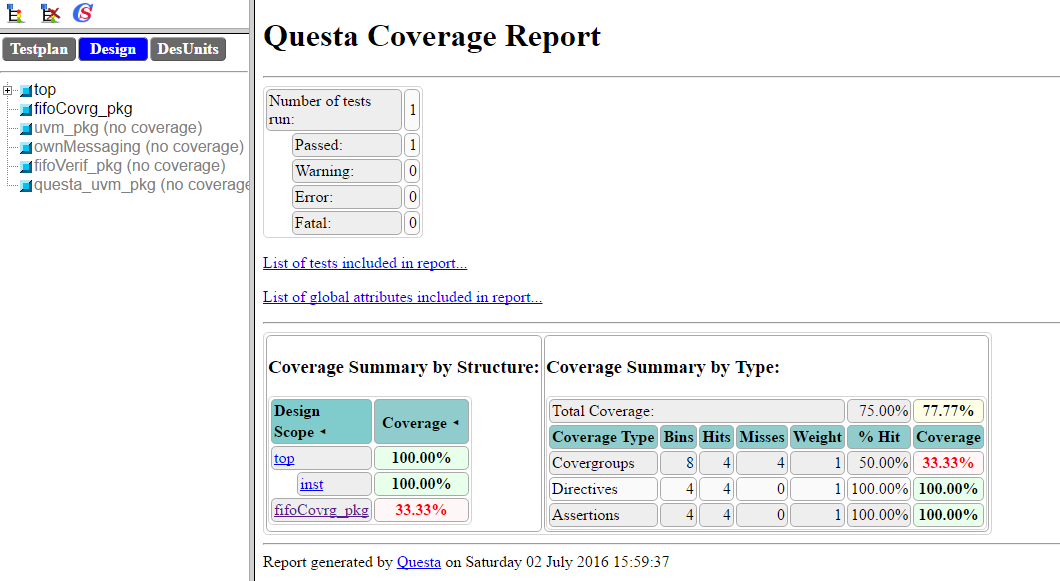 Testplan Design DesUnits
top
fifoCovrg_pkg
uvm_pkg (no coverage)
ownMessaging (no coverage)
fifoVerif_pkg (no coverage)
questa_uvm_pkg (no coverage
Questa Coverage Report
Number of tests run: 1
Passed: 1
Warning: 0
Error: 0
Fatal: 0
List of tests included in report...
List of global attributes included in report...
Coverage Summary by Structure:
Design Scope ◂ Coverage ◂
top 100.00%
inst 100.00%
fifoCovrg_pkg 33.33%
Coverage Summary by Type:
Total Coverage: 75.00% 77.77%
Coverage Type Bins Hits Misses Weight % Hit Coverage
Covergroups 8 4 4 1 50.00% 33.33%
Directives 4 4 0 1 100.00% 100.00%
Assertions 4 4 0 1 100.00% 100.00%
Report generated by Questa on Saturday 02 July 2016 15:59:37